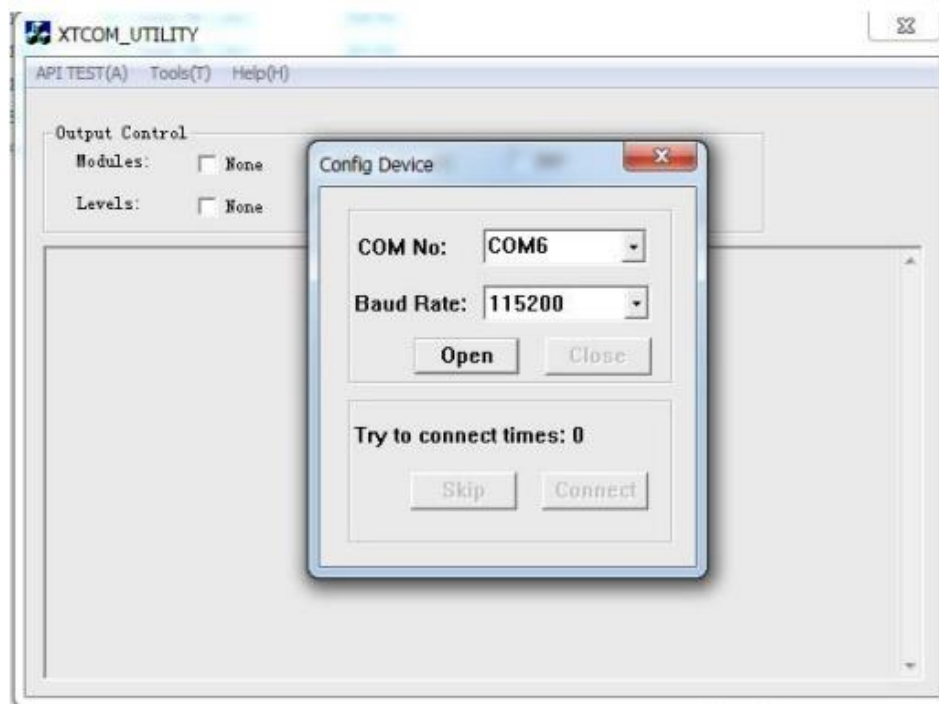 XTCOM_UTILITY
API TEST(A) Tools(T) Help(H)
Output Control
Modules: None
Levels: None
Config Device
COM No: COM6
Baud Rate: 115200
Open Close
Try to connect times: 0
Skip Connect